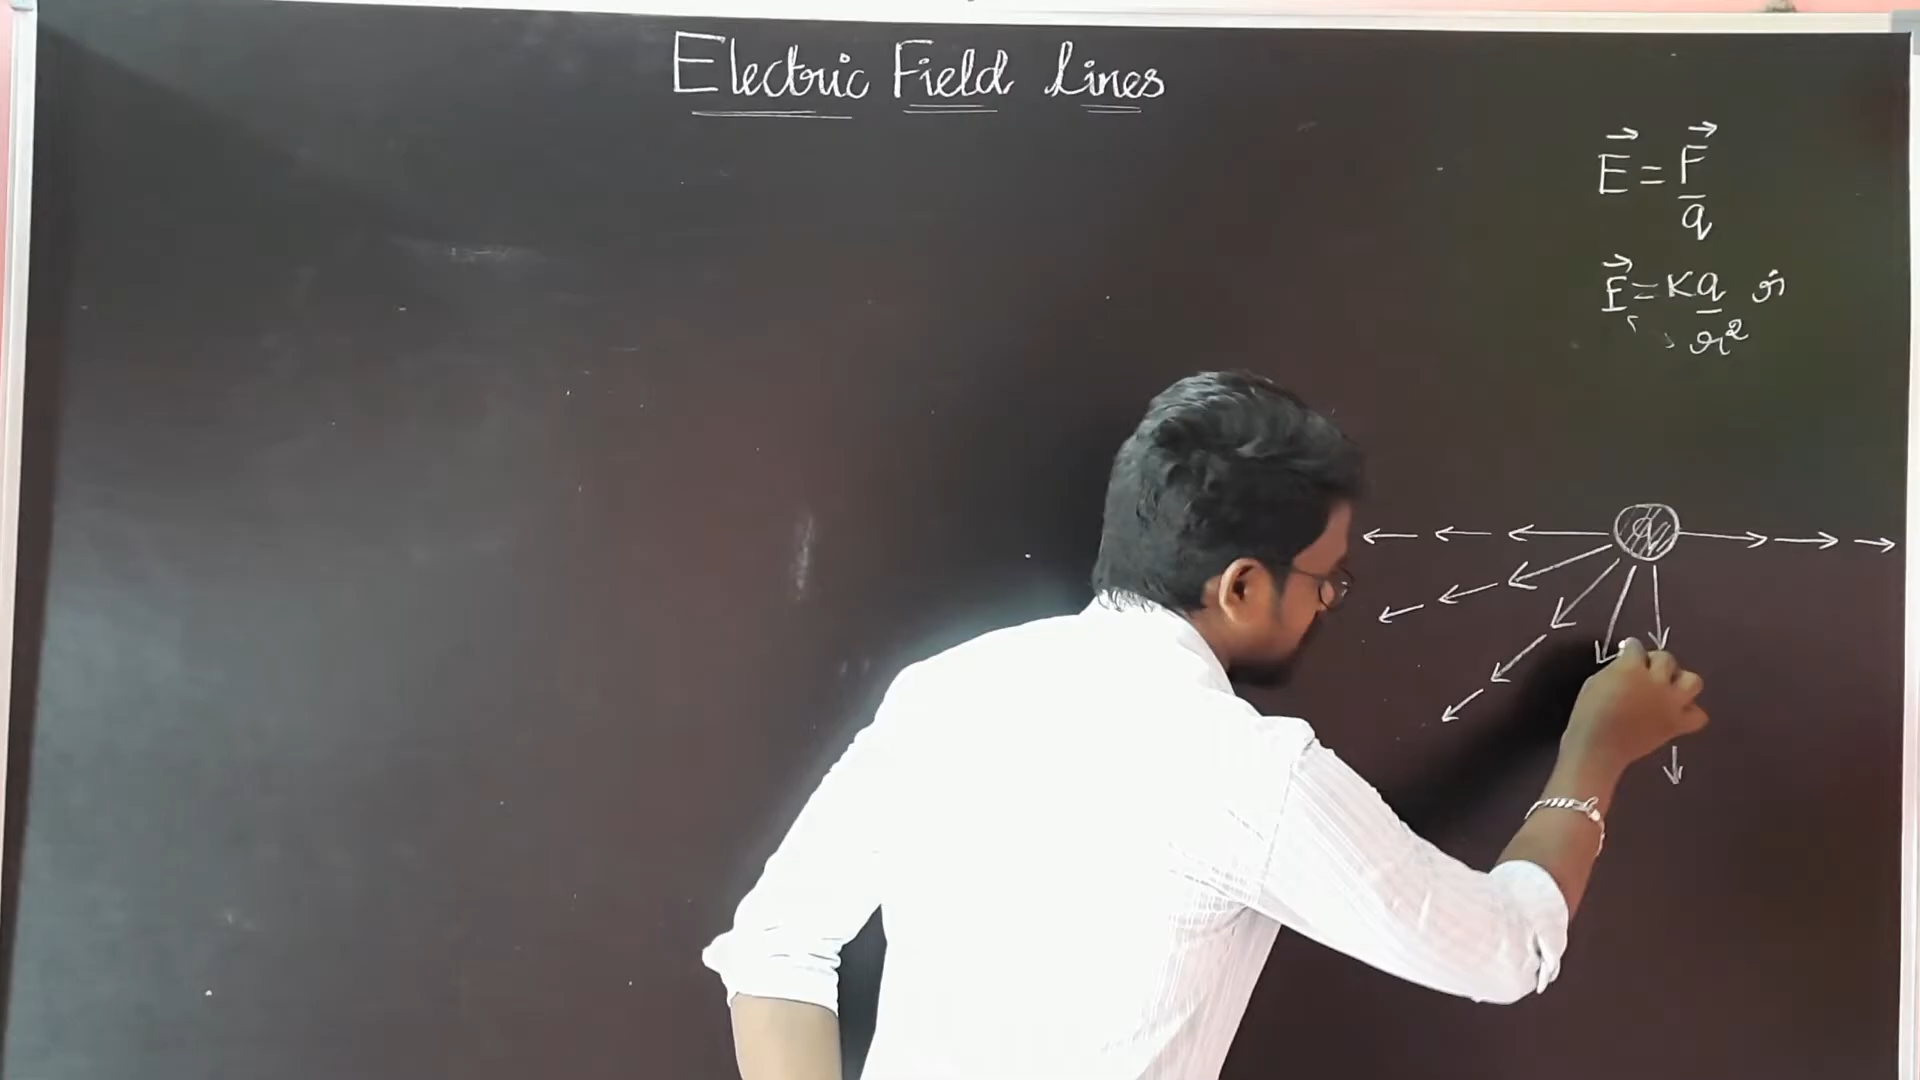 Electric Field Lines
E⃗ = F⃗/q
E⃗ = Kq/r² r̂
q